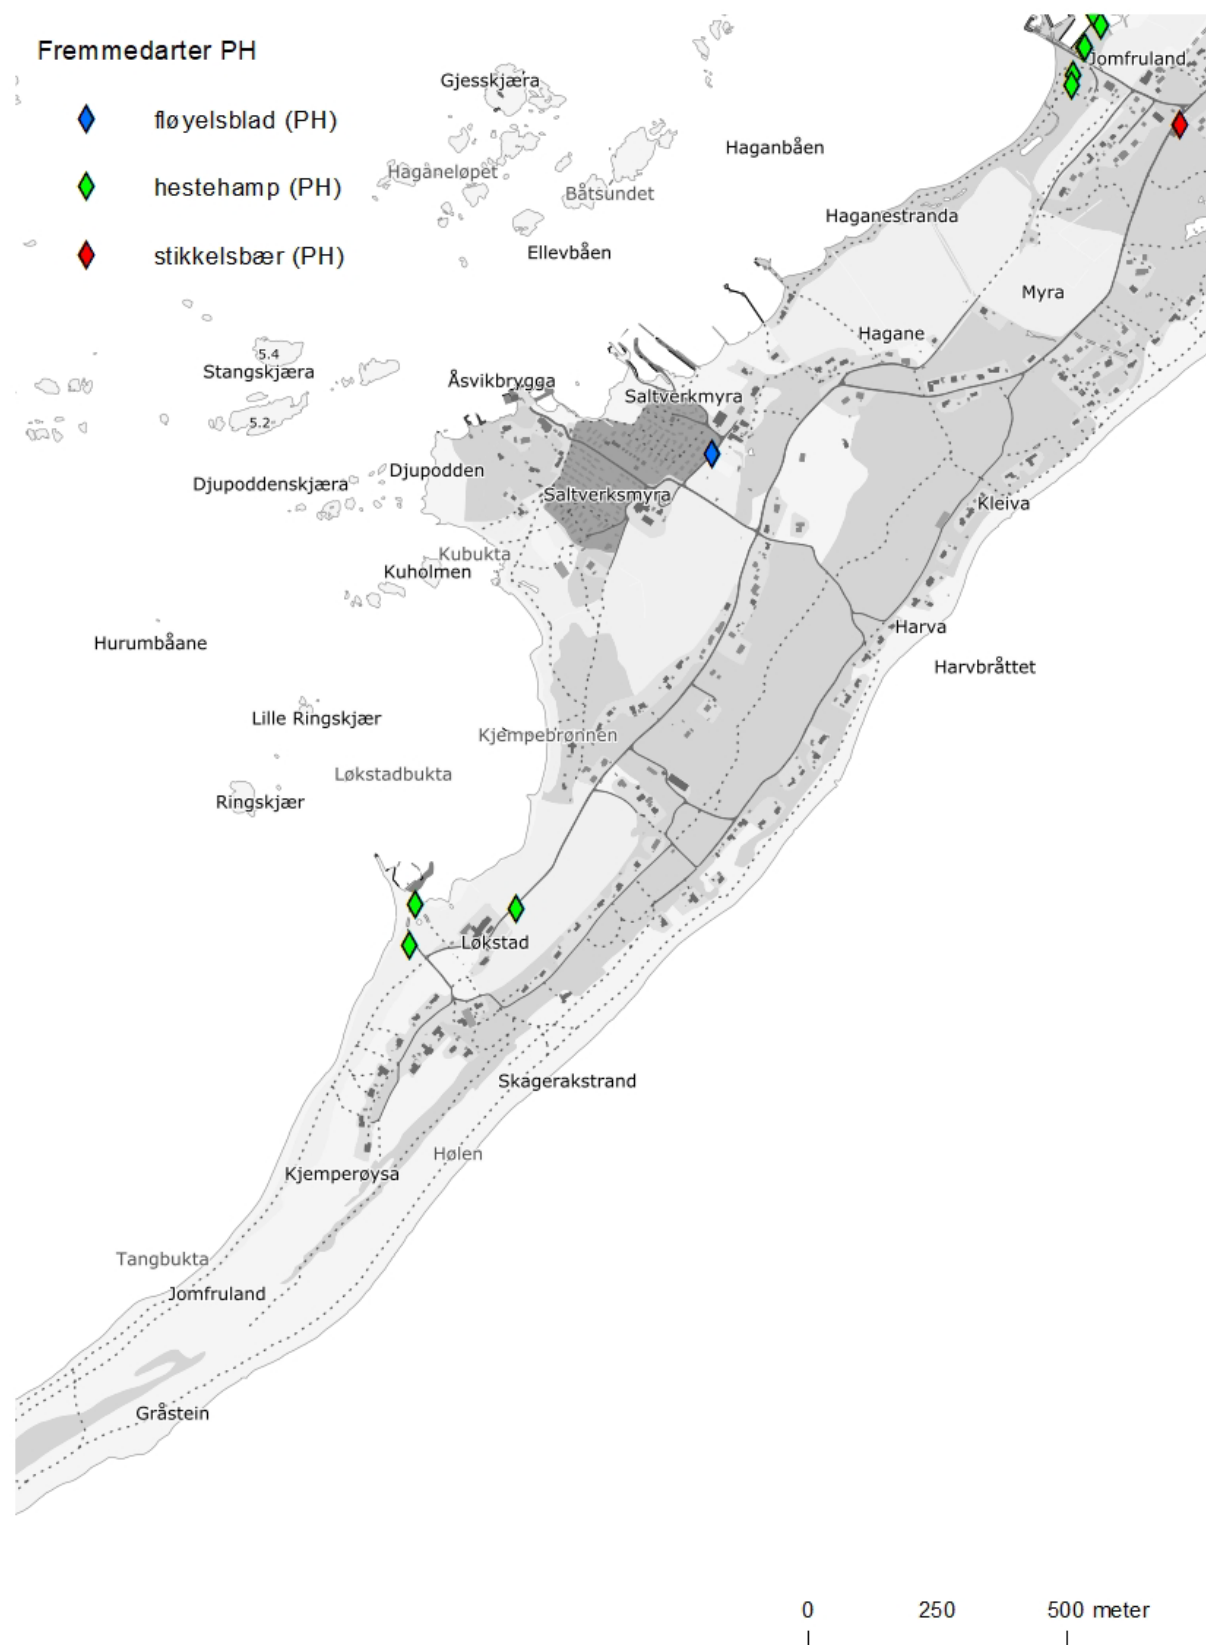 Fremmedarter PH
fløyelsblad (PH)
hestehamp (PH)
stikkelsbær (PH)
Jomfruland
Gjesskjæra
Haganbåen
Haganeløpet
Båtsundet
Haganestranda
Ellevbåen
Myra
Hagane
5.4
Stangskjæra
Åsvikbrygga
Saltverkmyra
5.2
Djupodden
Djupoddenskjæra
Saltverksmyra
Kleiva
Kubukta
Kuholmen
Harva
Hurumbåane
Harvbråttet
Lille Ringskjær
Kjempebrønnen
Løkstadbukta
Ringskjær
Løkstad
Skagerakstrand
Hølen
Kjemperøysa
Tangbukta
Jomfruland
Gråstein
0 250 500 meter